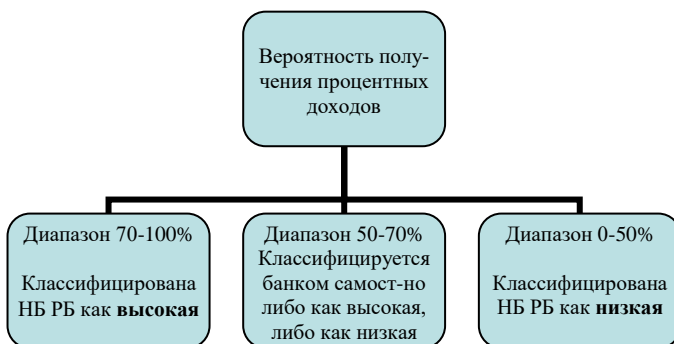 Вероятность полу-
чения процентных
доходов
Диапазон 70-100%
Классифицирована
НБ РБ как высокая
Диапазон 50-70%
Классифицируется
банком самост-но
либо как высокая,
либо как низкая
Диапазон 0-50%
Классифицирована
НБ РБ как низкая